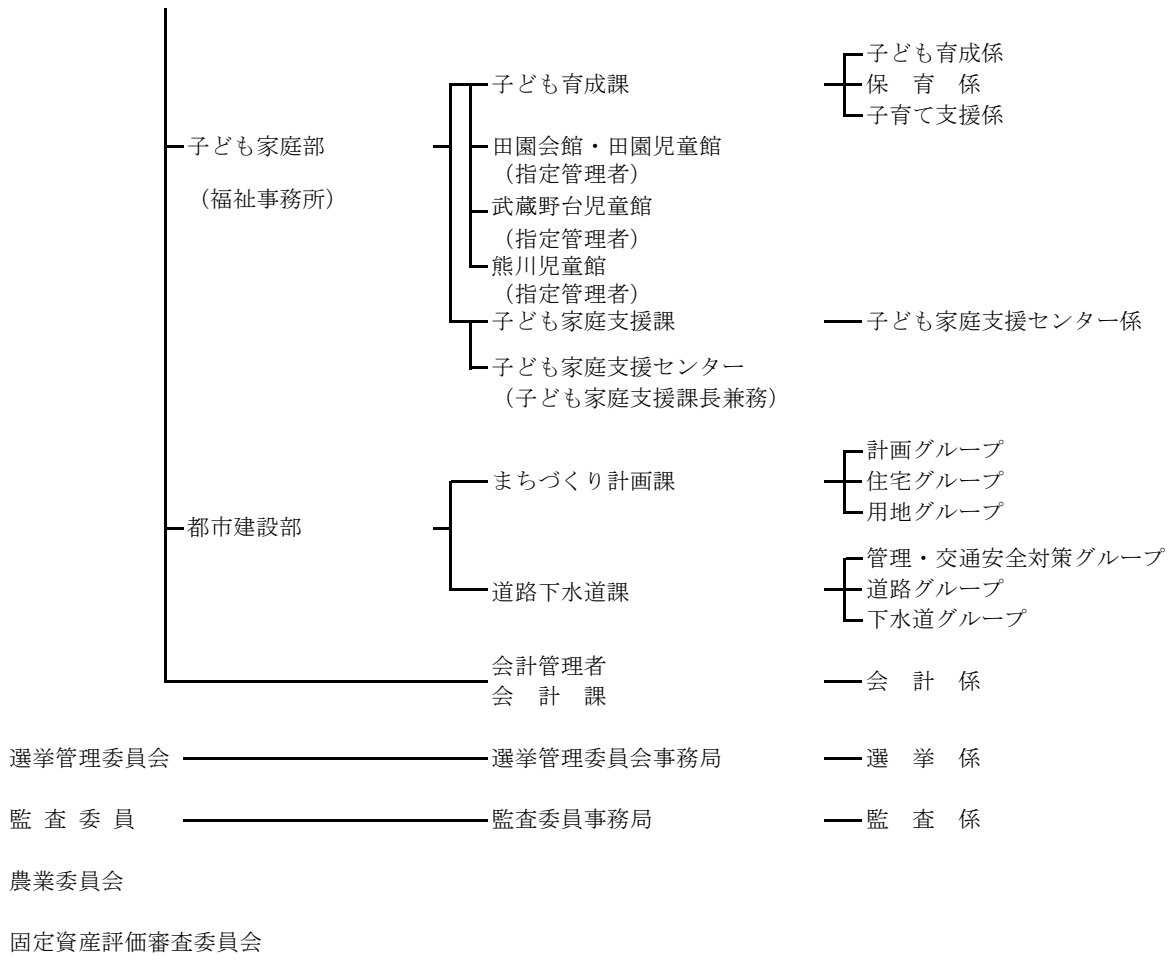 子ども育成係
子ども育成課
保　育　係
子育て支援係
子ども家庭部
田園会館・田園児童館
（指定管理者）
（福祉事務所）
武蔵野台児童館
（指定管理者）
熊川児童館
（指定管理者）
子ども家庭支援課
子ども家庭支援センター係
子ども家庭支援センター
（子ども家庭支援課長兼務）
計画グループ
まちづくり計画課
住宅グループ
用地グループ
都市建設部
管理・交通安全対策グループ
道路下水道課
道路グループ
下水道グループ
会計管理者
会　計　課
会　計　係
選挙管理委員会
選挙管理委員会事務局
選　挙　係
監 査 委 員
監査委員事務局
監　査　係
農業委員会
固定資産評価審査委員会